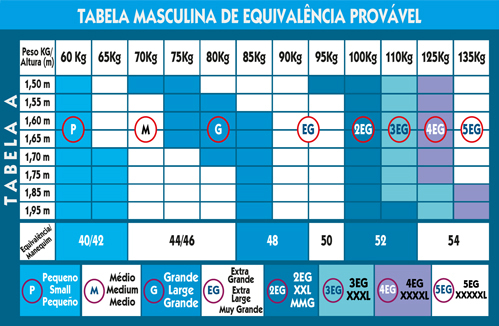 TABELA MASCULINA DE EQUIVALÊNCIA PROVÁVEL
TABELA A
Peso KG/ 60 Kg 65Kg 70Kg 75Kg 80Kg 85Kg 90Kg 95Kg 100Kg 110Kg 125Kg 135Kg
Altura (m)
1,50 m
1,55 m
1,60 m
P M G EG 2EG 3EG 4EG 5EG
1,65 m
1,70 m
1,75 m
1,85 m
1,95 m
Equivalência/ 40/42 44/46 48 50 52 54
Manequim
P Pequeno
Small
Pequeño
M Médio
Medium
Medio
G Grande
Large
Grande
EG Extra
Grande
Extra
Large
Muy Grande
2EG 2EG
XXL
MMG
3EG 3EG
XXXL
4EG 4EG
XXXXL
5EG 5EG
XXXXXL